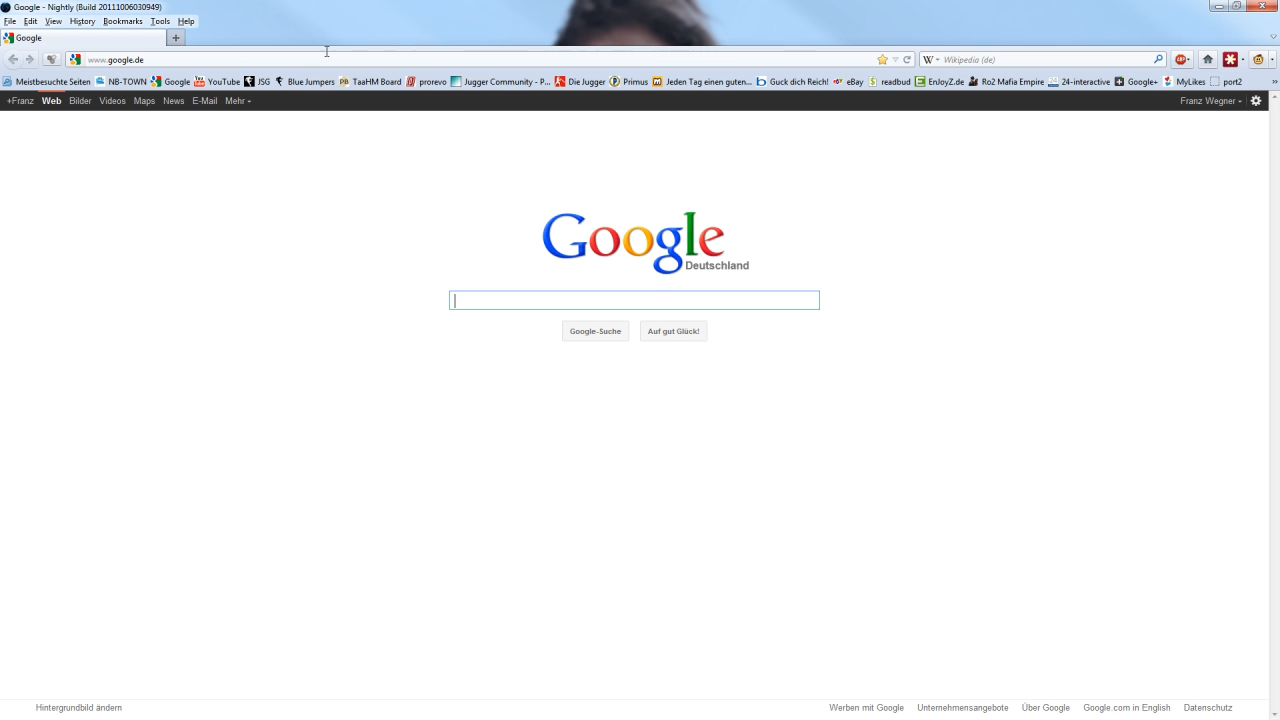 Google - Nightly (Build 20111006030949)
File Edit View History Bookmarks Tools Help
Google
www.google.de
W Wikipedia (de)
Meistbesuchte Seiten NB-TOWN Google YouTube JSG Blue Jumpers TaaHM Board prorevo Jugger Community - P... Die Jugger Primus Jeden Tag einen guten... Guck dich Reich! eBay readbud EnJoyZ.de Ro2 Mafia Empire 24-interactive Google+ MyLikes port2 »
+Franz Web Bilder Videos Maps News E-Mail Mehr
Franz Wegner
Google
Deutschland
Google-Suche Auf gut Glück!
Hintergrundbild ändern Werben mit Google Unternehmensangebote Über Google Google.com in English Datenschutz